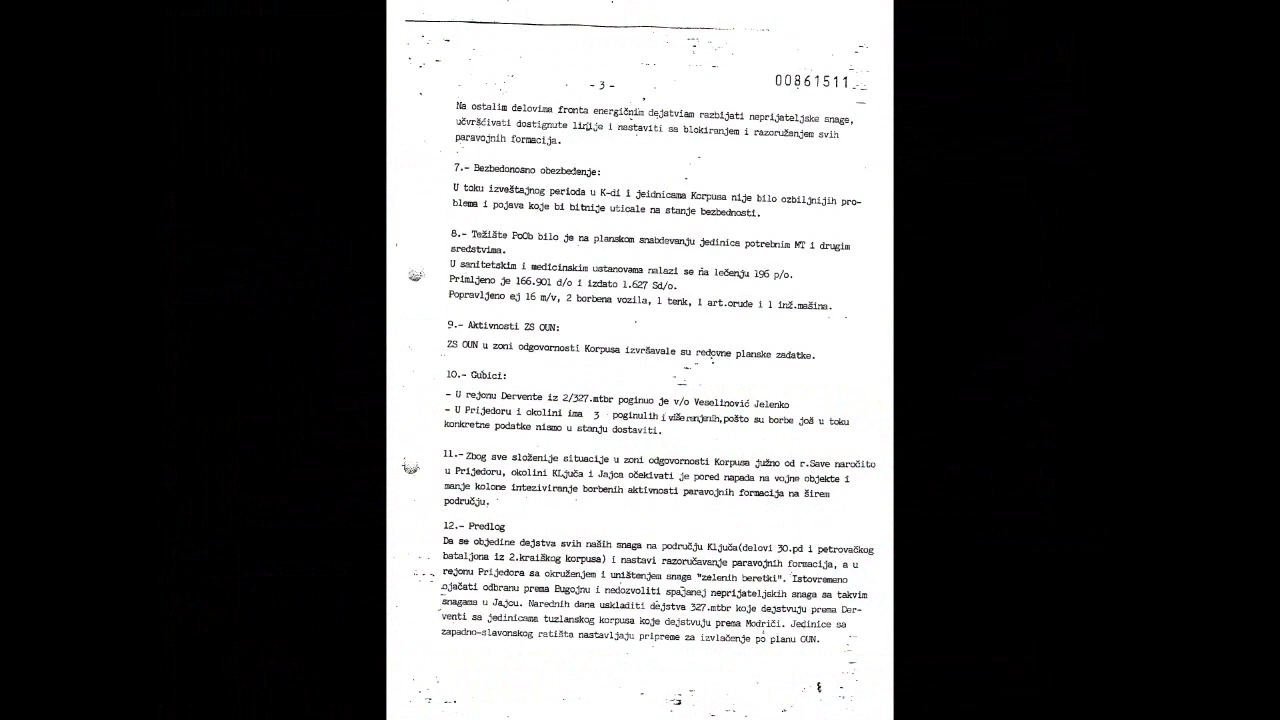 00861511
- 3 -
Na ostalim delovima fronta energičnim dejstviam razbijati neprijateljske snage,
učvršćivati dostignute linije i nastaviti sa blokiranjem i razoružanjem svih
paravojnih formacija.
7.- Bezbedonosno obezbeđenje:
U toku izveštajnog perioda u K-di i jeidnicama Korpusa nije bilo ozbiljnijih pro-
blema i pojava koje bi bitnije uticale na stanje bezbednosti.
8.- Težište PoOb bilo je na planskom snabdevanju jedinica potrebnim MT i drugim
sredstvima.
U sanitetskim i medicinskim ustanovama nalazi se na lečenju 196 p/o.
Primljeno je 166.901 d/o i izdato 1.627 Sd/o.
Popravljeno ej 16 m/v, 2 borbena vozila, 1 tenk, 1 art.oruđe i 1 inž.mašina.
9.- Aktivnosti ZS OUN:
ZS OUN u zoni odgovornosti Korpusa izvršavale su redovne planske zadatke.
10.- Gubici:
- U rejonu Dervente iz 2/327.mtbr poginuo je v/o Veselinović Jelenko
- U Prijedoru i okolini ima 3 poginulih i više ranjenih, pošto su borbe još u toku
konkretne podatke nismo u stanju dostaviti.
11.- Zbog sve složenije situacije u zoni odgovornosti Korpusa južno od r.Save naročito
u Prijedoru, okolini KLjuča i Jajca očekivati je pored napada na vojne objekte i
manje kolone inteziviranje borbenih aktivnosti paravojnih formacija na širem
području.
12.- Predlog
Da se objedine dejstva svih naših snaga na području Ključa(delovi 30.pd i petrovačkog
bataljona iz 2.kraiškog korpusa) i nastavi razoručavanje paravojnih formacija, a u
rejonu Prijedora sa okruženjem i uništenjem snaga "zelenih beretki". Istovremeno
ojačati odbranu prema Bugojnu i nedozvoliti spajanej neprijateljskih snaga sa takvim
snagama u Jajcu. Narednih dana uskladiti dejstva 327.mtbr koje dejstvuju prema Der-
venti sa jedinicama tuzlanskog korpusa koje dejstvuju prema Modriči. Jedinice sa
zapadno-slavonskog ratišta nastavljaju pripreme za izvlačenje po planu OUN.